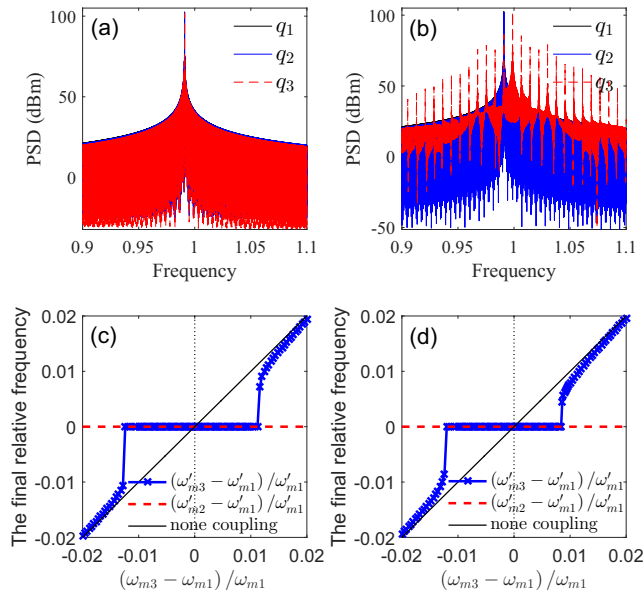 (a)
q₁
q₂
q₃
100
50
0
PSD (dBm)
0.9
0.95
1
1.05
1.1
Frequency
(b)
q₁
q₂
q₃
100
50
0
-50
PSD (dBm)
0.9
0.95
1
1.05
1.1
Frequency
(c)
0.02
0.01
0
-0.01
-0.02
The final relative frequency
(ω′ₘ₃ − ω′ₘ₁)/ω′ₘ₁
(ω′ₘ₂ − ω′ₘ₁)/ω′ₘ₁
none coupling
-0.02
-0.01
0
0.01
0.02
(ωₘ₃ − ωₘ₁)/ωₘ₁
(d)
0.02
0.01
0
-0.01
-0.02
The final relative frequency
(ω′ₘ₃ − ω′ₘ₁)/ω′ₘ₁
(ω′ₘ₂ − ω′ₘ₁)/ω′ₘ₁
none coupling
-0.02
-0.01
0
0.01
0.02
(ωₘ₃ − ωₘ₁)/ωₘ₁